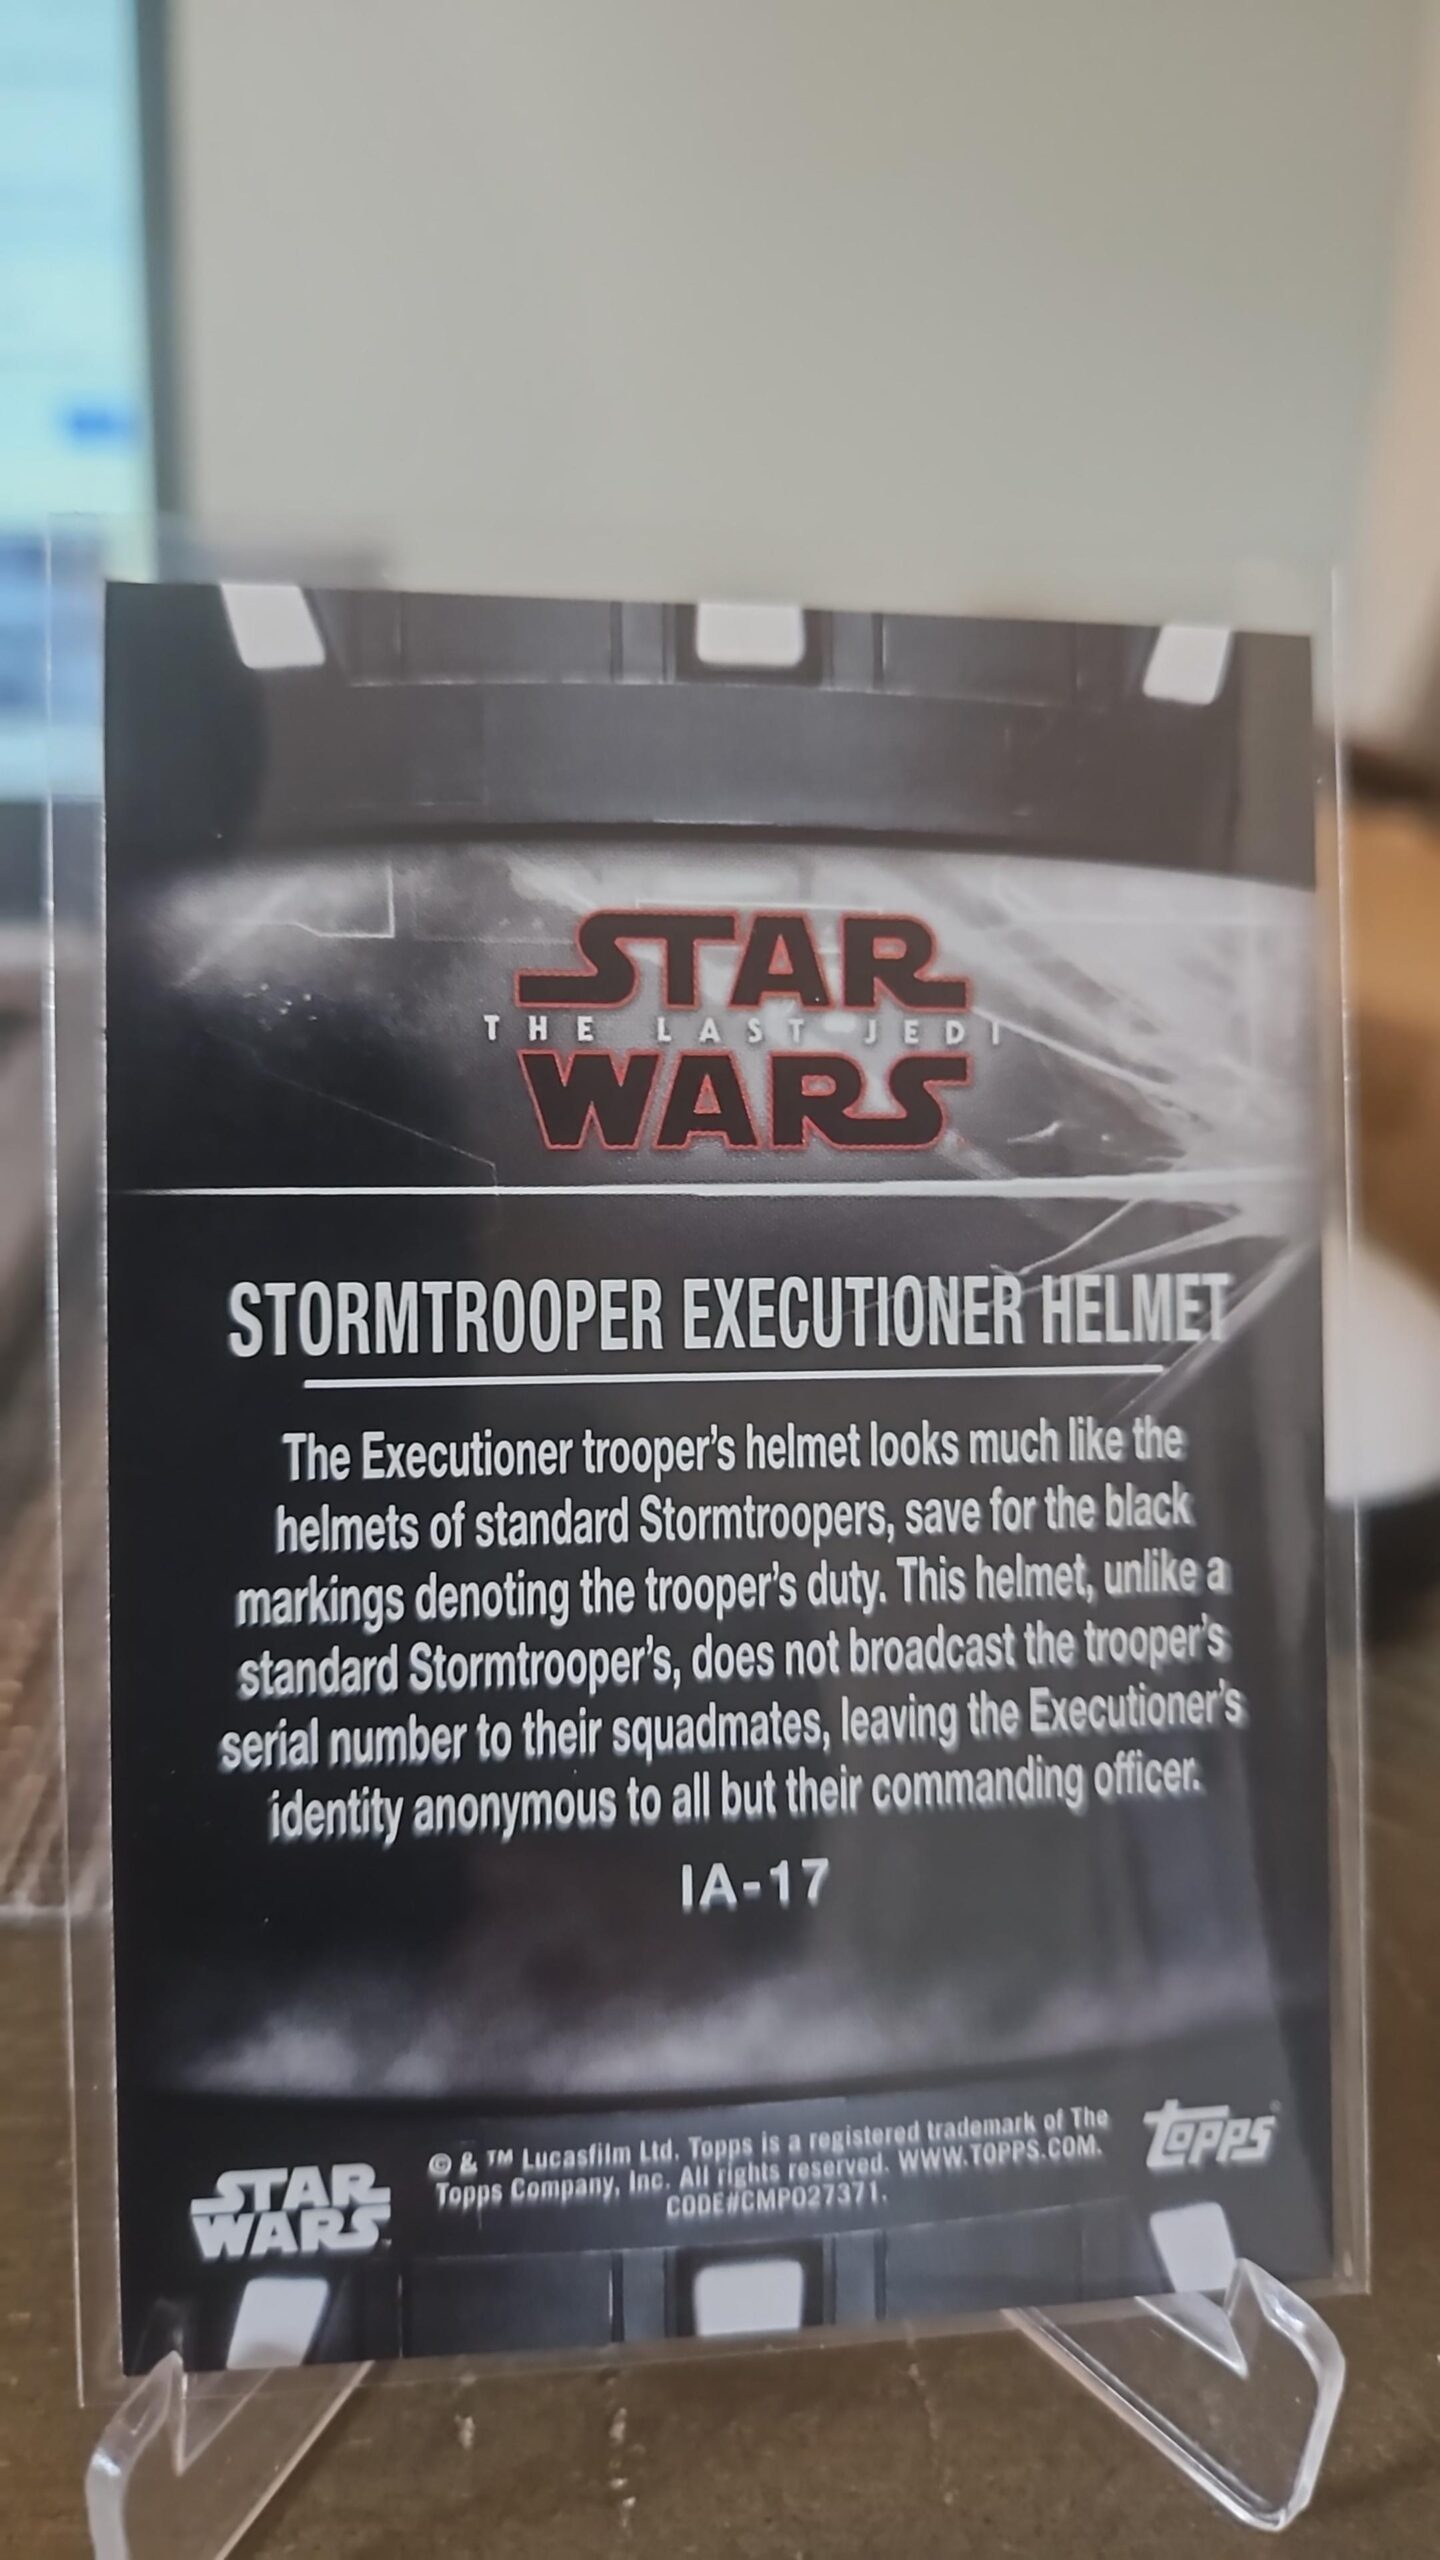 STAR
THE LAST JEDI
WARS
STORMTROOPER EXECUTIONER HELMET
The Executioner trooper's helmet looks much like the
helmets of standard Stormtroopers, save for the black
markings denoting the trooper's duty. This helmet, unlike a
standard Stormtrooper's, does not broadcast the trooper's
serial number to their squadmates, leaving the Executioner's
identity anonymous to all but their commanding officer.
IA-17
STAR
WARS
© & ™ Lucasfilm Ltd. Topps is a registered trademark of The
Topps Company, Inc. All rights reserved. WWW.TOPPS.COM.
CODE#CMP027371.
Topps